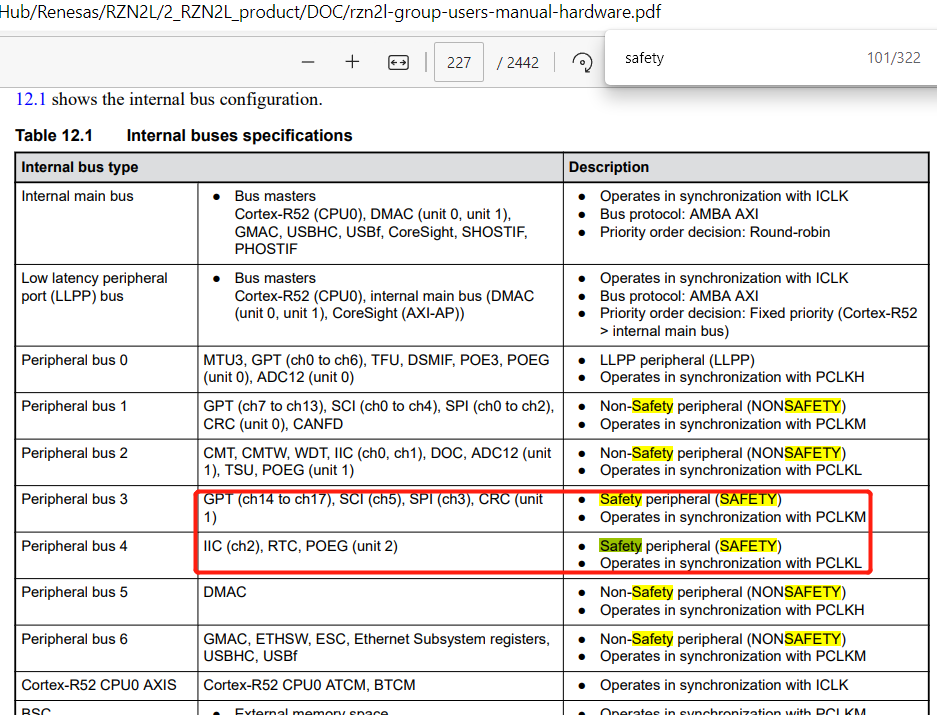 Hub/Renesas/RZN2L/2_RZN2L_product/DOC/rzn2l-group-users-manual-hardware.pdf
227 / 2442
safety 101/322
12.1 shows the internal bus configuration.
Table 12.1 Internal buses specifications
Internal bus type
Description
Internal main bus
● Bus masters
Cortex-R52 (CPU0), DMAC (unit 0, unit 1),
GMAC, USBHC, USBf, CoreSight, SHOSTIF,
PHOSTIF
● Operates in synchronization with ICLK
● Bus protocol: AMBA AXI
● Priority order decision: Round-robin
Low latency peripheral
port (LLPP) bus
● Bus masters
Cortex-R52 (CPU0), internal main bus (DMAC
(unit 0, unit 1), CoreSight (AXI-AP))
● Operates in synchronization with ICLK
● Bus protocol: AMBA AXI
● Priority order decision: Fixed priority (Cortex-R52
> internal main bus)
Peripheral bus 0
MTU3, GPT (ch0 to ch6), TFU, DSMIF, POE3, POEG
(unit 0), ADC12 (unit 0)
● LLPP peripheral (LLPP)
● Operates in synchronization with PCLKH
Peripheral bus 1
GPT (ch7 to ch13), SCI (ch0 to ch4), SPI (ch0 to ch2),
CRC (unit 0), CANFD
● Non-Safety peripheral (NONSAFETY)
● Operates in synchronization with PCLKM
Peripheral bus 2
CMT, CMTW, WDT, IIC (ch0, ch1), DOC, ADC12 (unit
1), TSU, POEG (unit 1)
● Non-Safety peripheral (NONSAFETY)
● Operates in synchronization with PCLKL
Peripheral bus 3
GPT (ch14 to ch17), SCI (ch5), SPI (ch3), CRC (unit
1)
● Safety peripheral (SAFETY)
● Operates in synchronization with PCLKM
Peripheral bus 4
IIC (ch2), RTC, POEG (unit 2)
● Safety peripheral (SAFETY)
● Operates in synchronization with PCLKL
Peripheral bus 5
DMAC
● Non-Safety peripheral (NONSAFETY)
● Operates in synchronization with PCLKH
Peripheral bus 6
GMAC, ETHSW, ESC, Ethernet Subsystem registers,
USBHC, USBf
● Non-Safety peripheral (NONSAFETY)
● Operates in synchronization with PCLKM
Cortex-R52 CPU0 AXIS
Cortex-R52 CPU0 ATCM, BTCM
● Operates in synchronization with ICLK
BSC
● External memory space
● Operates in synchronization with PCLKM